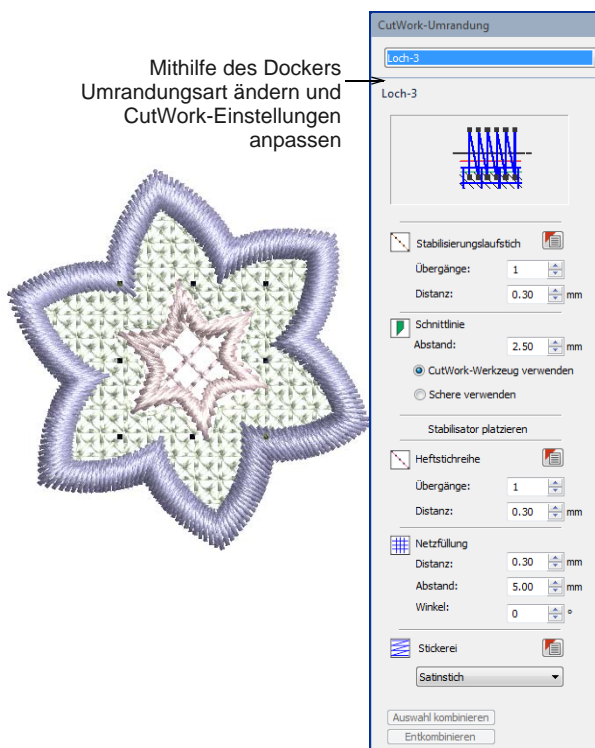 CutWork-Umrandung
Loch-3
Mithilfe des Dockers
Umrandungsart ändern und
CutWork-Einstellungen
anpassen
Loch-3
Stabilisierungslaufstich
Übergänge: 1
Distanz: 0.30 mm
Schnittlinie
Abstand: 2.50 mm
CutWork-Werkzeug verwenden
Schere verwenden
Stabilisator platzieren
Heftstichreihe
Übergänge: 1
Distanz: 0.30 mm
Netzfüllung
Distanz: 0.30 mm
Abstand: 5.00 mm
Winkel: 0 °
Stickerei
Satinstich
Auswahl kombinieren
Entkombinieren